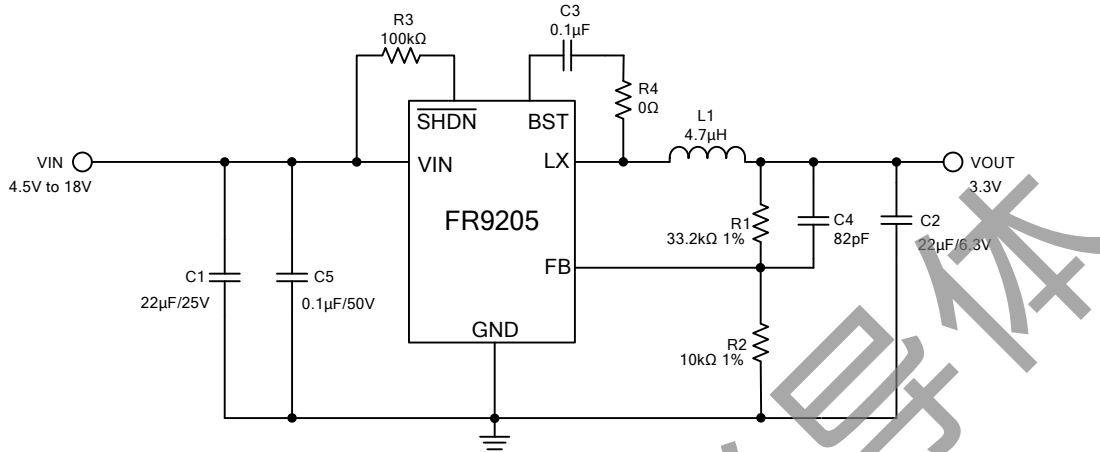 R3
100kΩ
C3
0.1µF
R4
0Ω
L1
4.7µH
SHDN
BST
VIN
LX
VIN
4.5V to 18V
VOUT
3.3V
FR9205
R1
33.2kΩ 1%
C4
82pF
C2
22µF/6.3V
FB
C1
22µF/25V
C5
0.1µF/50V
GND
R2
10kΩ 1%
导体